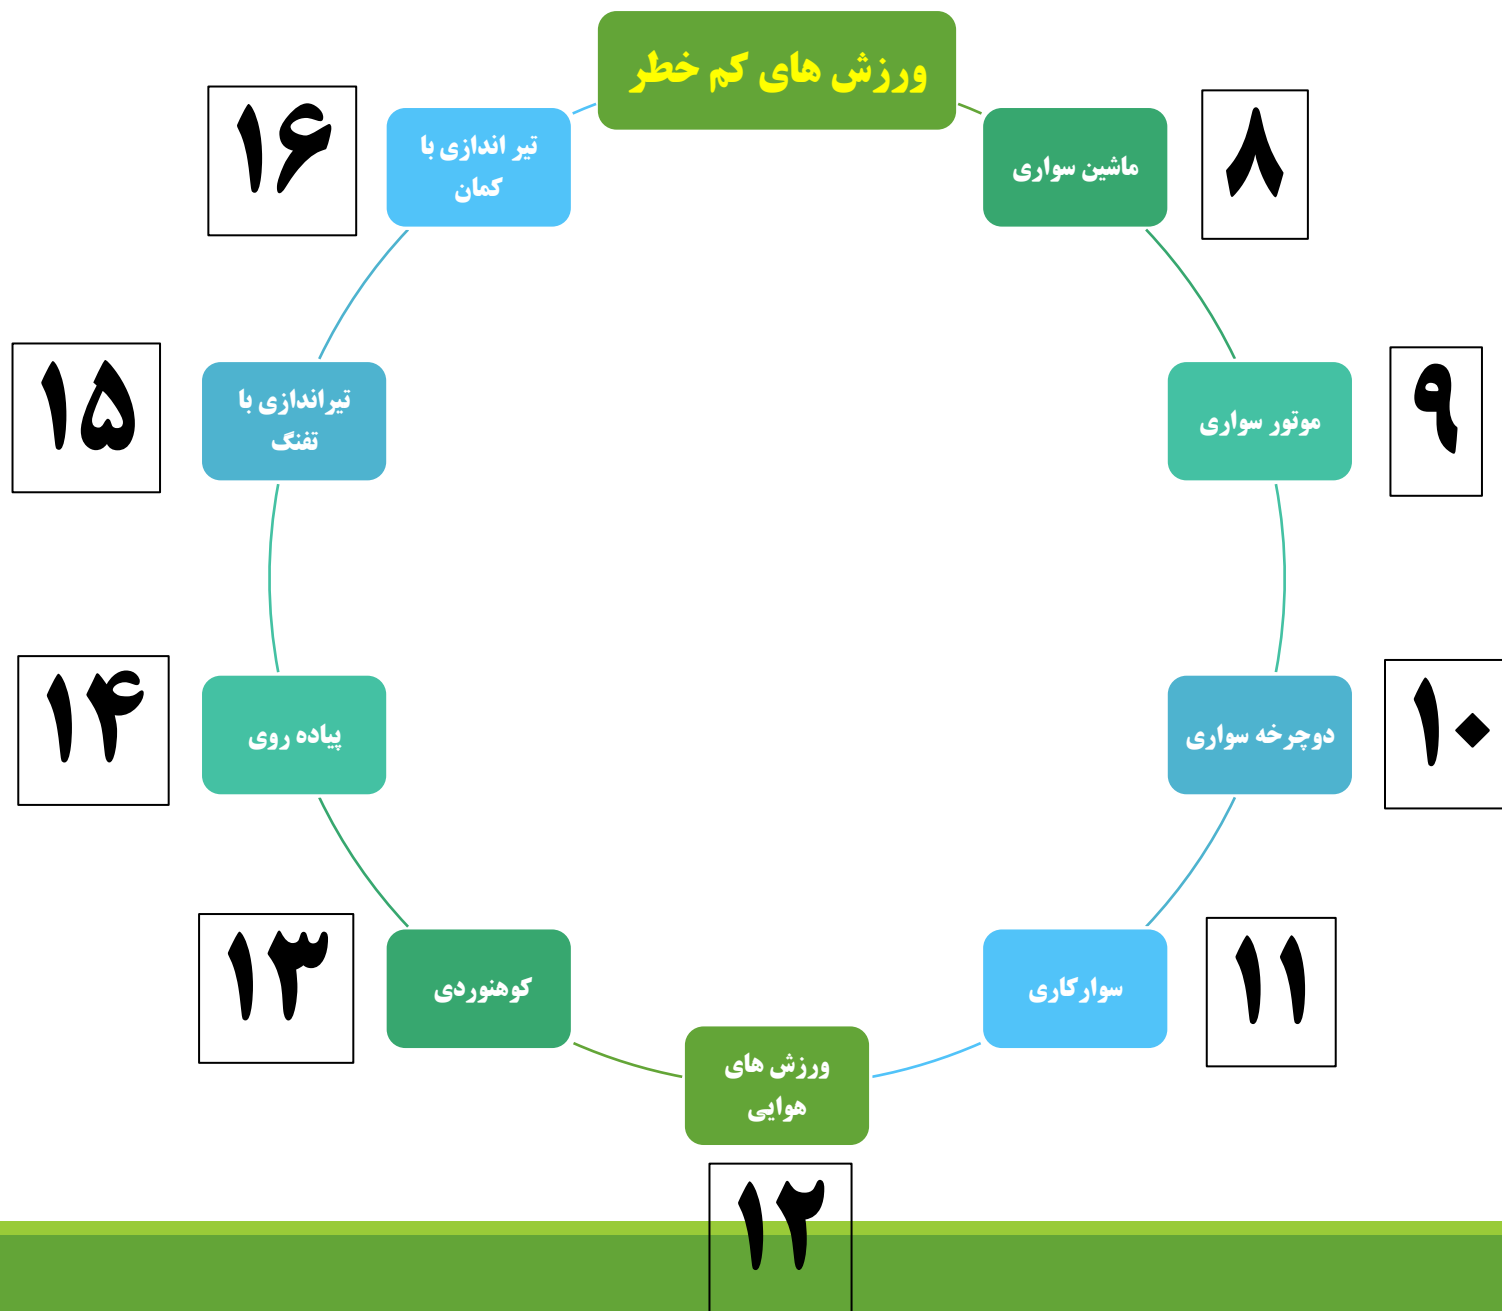 ورزش های کم خطر
ماشین سواری
۸
موتور سواری
۹
دوچرخه سواری
۱۰
سوارکاری
۱۱
ورزش های
هوایی
۱۲
کوهنوردی
۱۳
پیاده روی
۱۴
تیراندازی با
تفنگ
۱۵
تیر اندازی با
کمان
۱۶